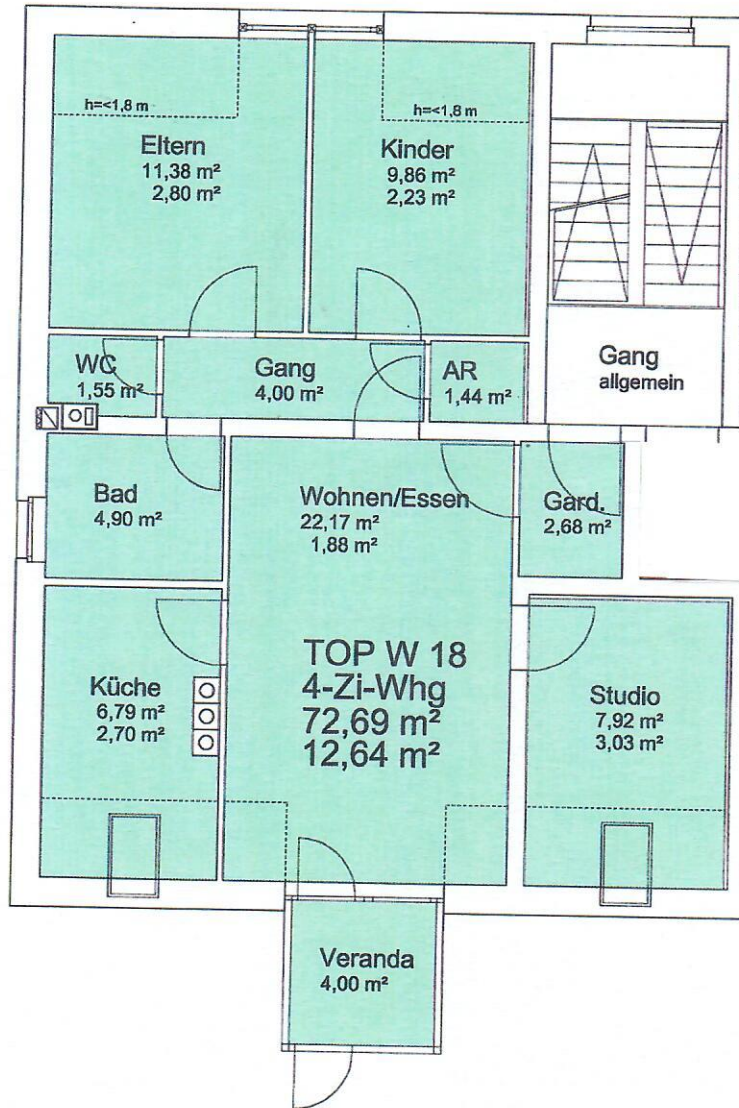 h=<1,8 m
Eltern
11,38 m²
2,80 m²
h=<1,8 m
Kinder
9,86 m²
2,23 m²
WC
1,55 m²
Gang
4,00 m²
AR
1,44 m²
Gang
allgemein
Bad
4,90 m²
Wohnen/Essen
22,17 m²
1,88 m²
Gard.
2,68 m²
TOP W 18
4-Zi-Whg
72,69 m²
12,64 m²
Küche
6,79 m²
2,70 m²
Studio
7,92 m²
3,03 m²
Veranda
4,00 m²